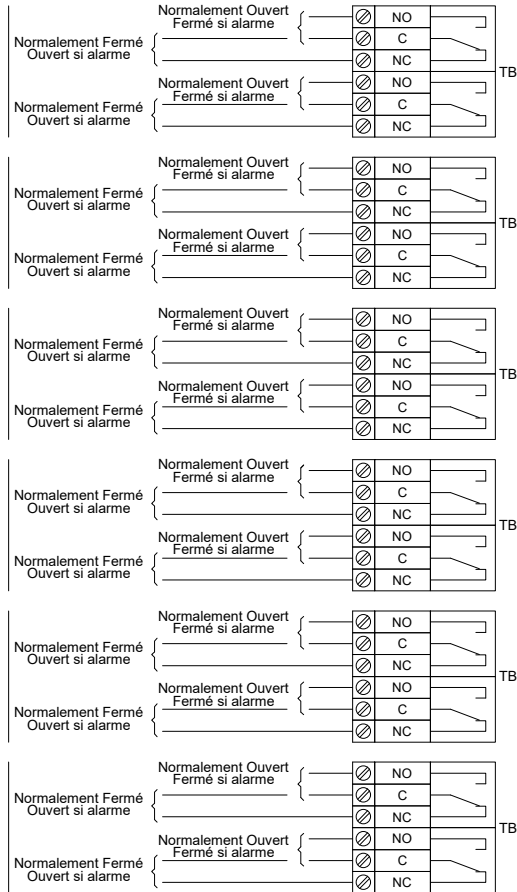 Normalement Ouvert
Fermé si alarme
NO
Normalement Fermé
Ouvert si alarme
C
NC
TB
Normalement Ouvert
Fermé si alarme
NO
Normalement Fermé
Ouvert si alarme
C
NC
Normalement Ouvert
Fermé si alarme
NO
Normalement Fermé
Ouvert si alarme
C
NC
TB
Normalement Ouvert
Fermé si alarme
NO
Normalement Fermé
Ouvert si alarme
C
NC
Normalement Ouvert
Fermé si alarme
NO
Normalement Fermé
Ouvert si alarme
C
NC
TB
Normalement Ouvert
Fermé si alarme
NO
Normalement Fermé
Ouvert si alarme
C
NC
Normalement Ouvert
Fermé si alarme
NO
Normalement Fermé
Ouvert si alarme
C
NC
TB
Normalement Ouvert
Fermé si alarme
NO
Normalement Fermé
Ouvert si alarme
C
NC
Normalement Ouvert
Fermé si alarme
NO
Normalement Fermé
Ouvert si alarme
C
NC
TB
Normalement Ouvert
Fermé si alarme
NO
Normalement Fermé
Ouvert si alarme
C
NC
Normalement Ouvert
Fermé si alarme
NO
Normalement Fermé
Ouvert si alarme
C
NC
TB
Normalement Ouvert
Fermé si alarme
NO
Normalement Fermé
Ouvert si alarme
C
NC